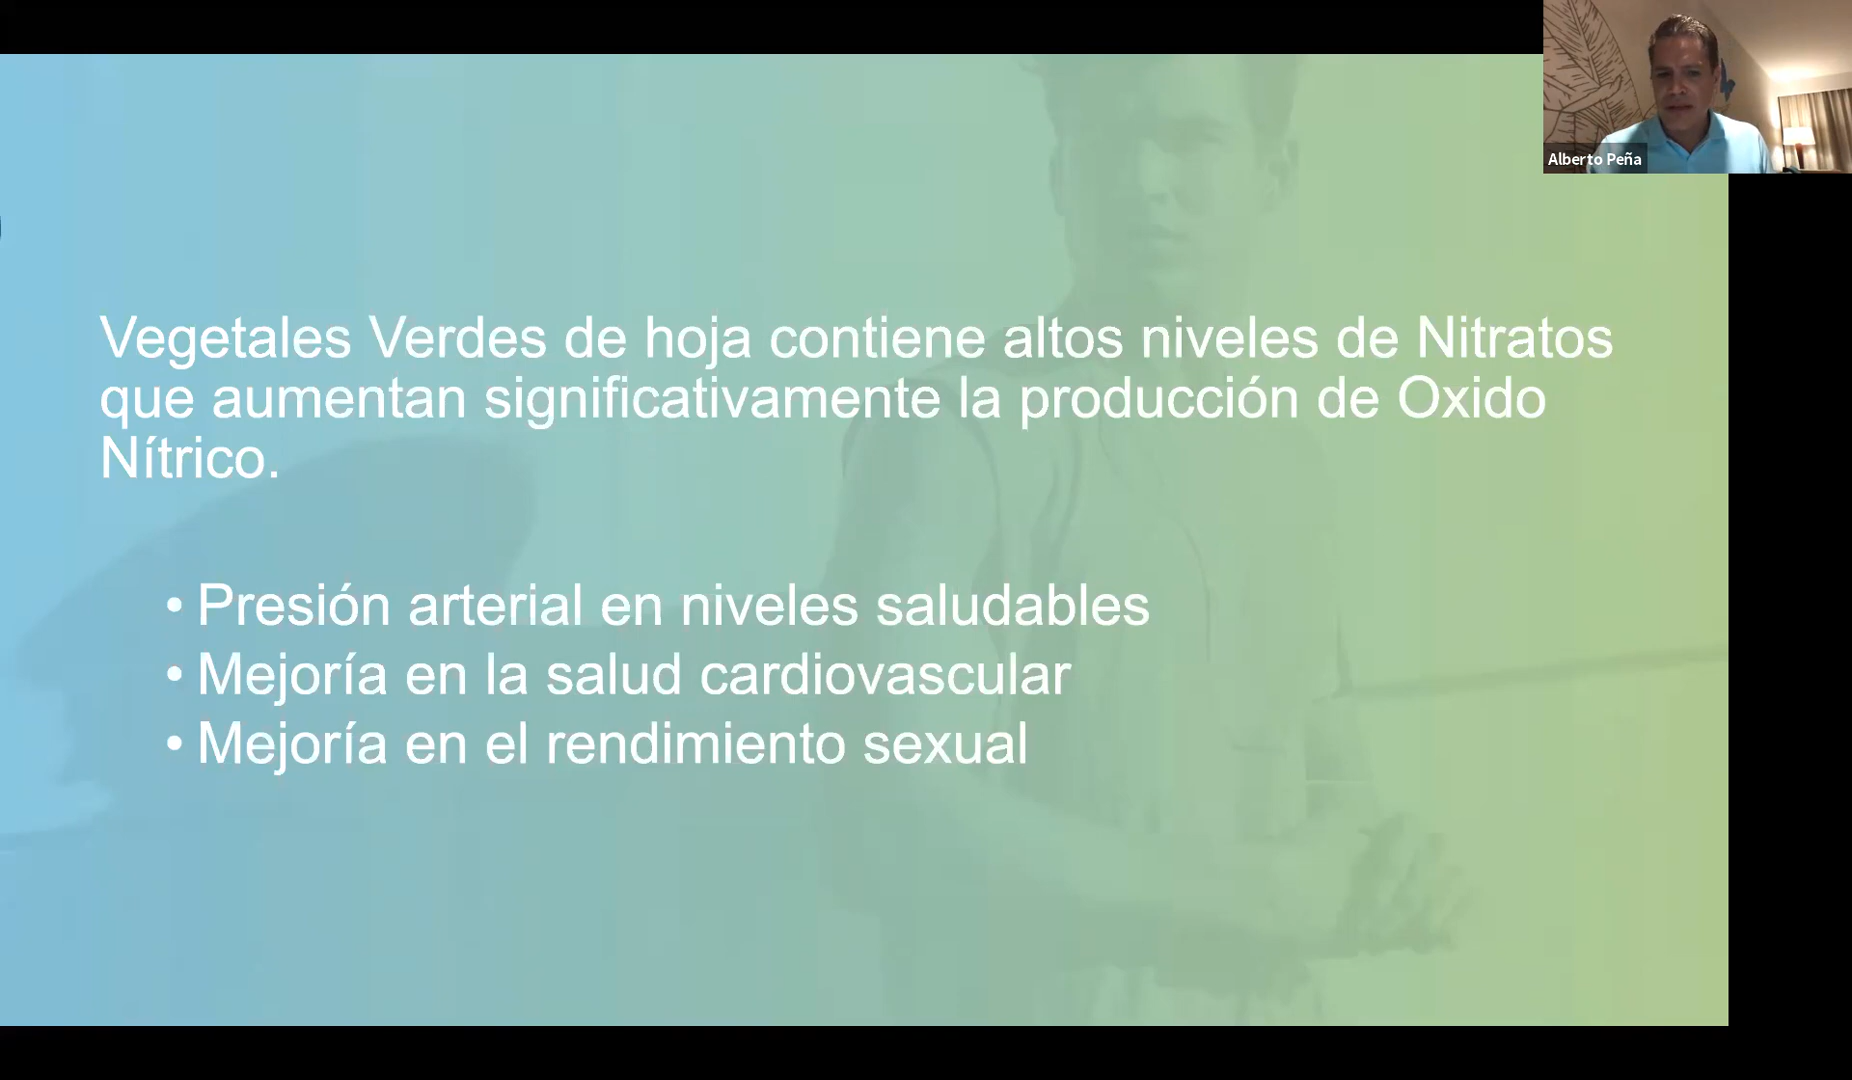 Alberto Peña
Vegetales Verdes de hoja contiene altos niveles de Nitratos
que aumentan significativamente la producción de Oxido
Nítrico.
• Presión arterial en niveles saludables
• Mejoría en la salud cardiovascular
• Mejoría en el rendimiento sexual